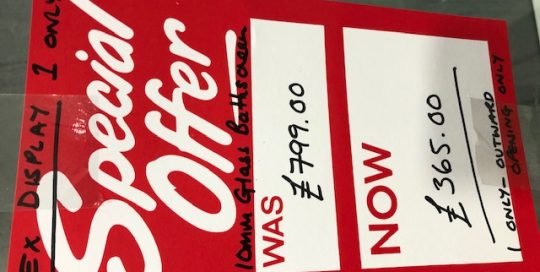 EX DISPLAY 1 ONLY
Special
Offer
10mm Glass Bathscreen
WAS
£799.00
NOW
£365.00
1 ONLY - OUTWARD
OPENING ONLY